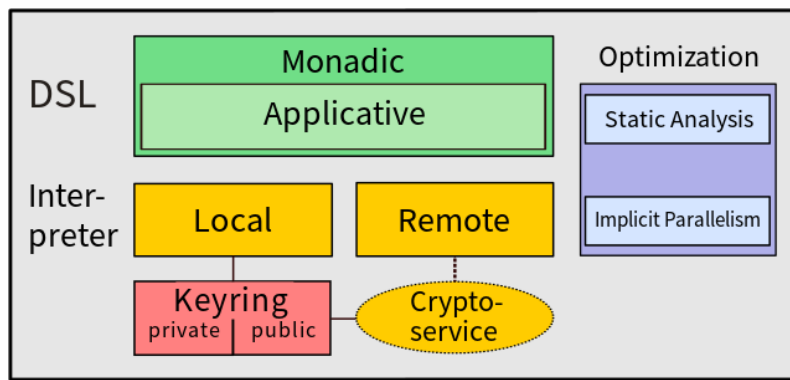 DSL
Monadic
Applicative
Optimization
Static Analysis
Implicit Parallelism
Inter-
preter
Local
Remote
Keyring
private public
Crypto-
service